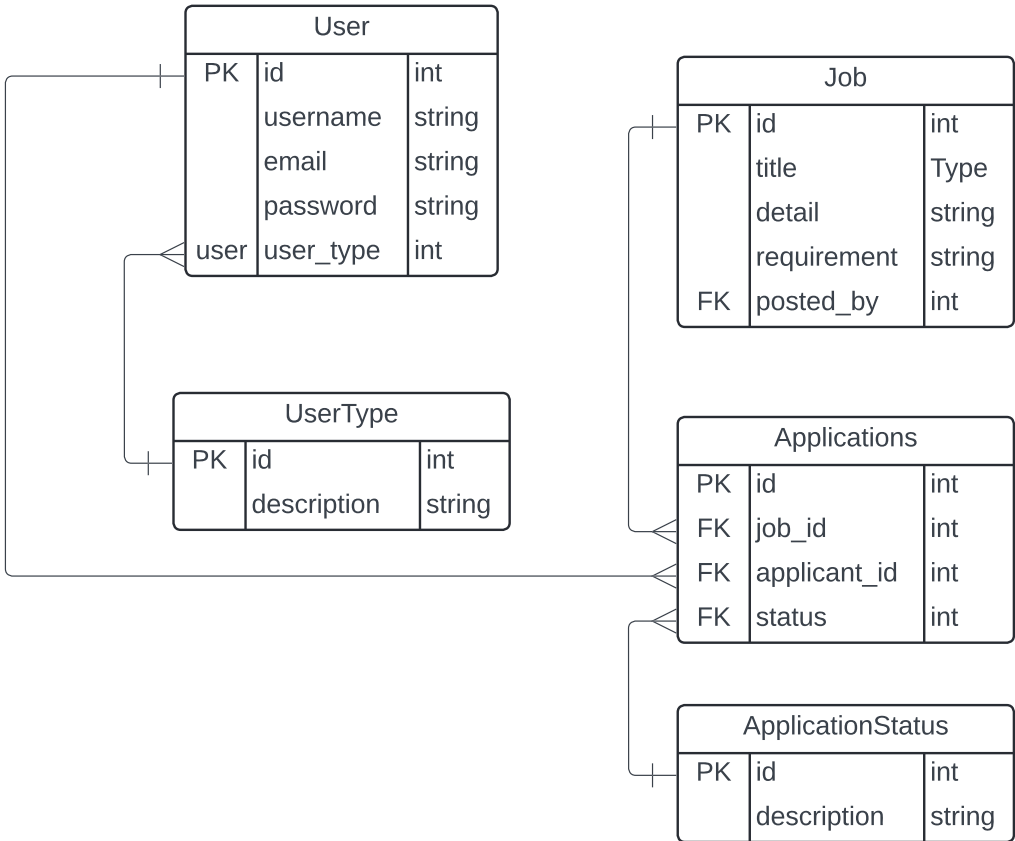 User
PK id int
username string
email string
password string
user user_type int
UserType
PK id int
description string
Job
PK id int
title Type
detail string
requirement string
FK posted_by int
Applications
PK id int
FK job_id int
FK applicant_id int
FK status int
ApplicationStatus
PK id int
description string